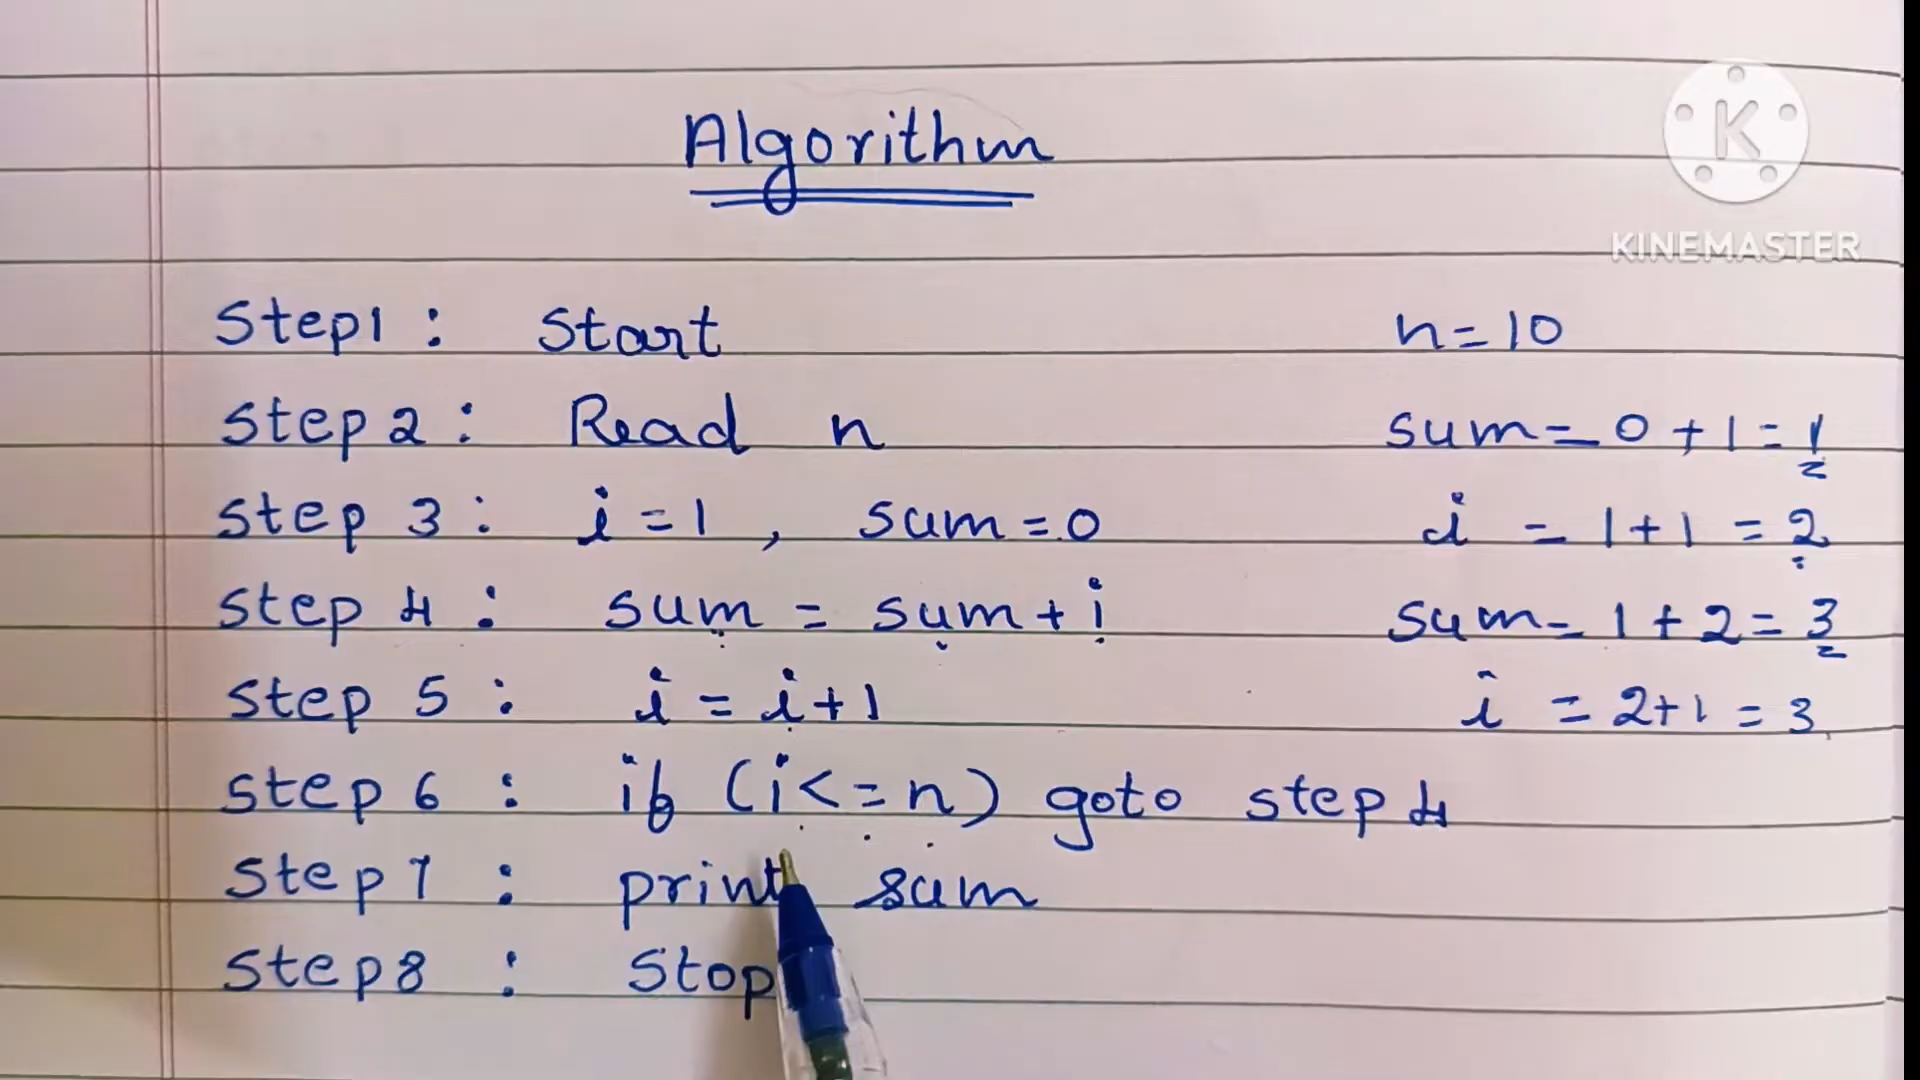 Algorithm
K
KINEMASTER
Step1 : Start
n=10
Step 2 : Read n
sum=0+1=1
Step 3 : i=1, sum=0
i = 1+1 = 2
Step 4 : sum = sum+i
sum=1+2=3
Step 5 : i = i+1
i = 2+1 = 3
Step 6 : if (i<=n) goto step 4
Step 7 : print sum
Step8 : Stop